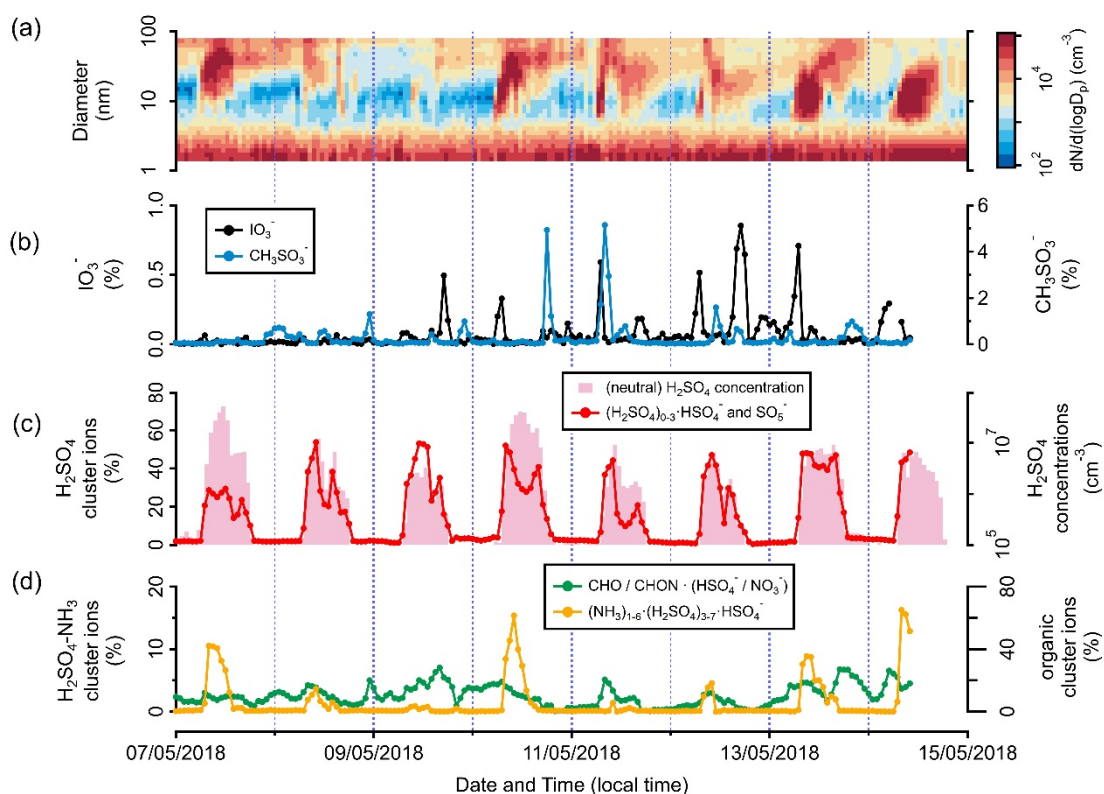 (a)
100
10
1
Diameter
(nm)
10⁴
10²
dN/d(logDₚ) (cm⁻³)
(b)
1.0
0.5
0.0
IO₃⁻
(%)
IO₃⁻
CH₃SO₃⁻
6
4
2
0
CH₃SO₃⁻
(%)
(c)
80
60
40
20
0
H₂SO₄
cluster ions
(%)
(neutral) H₂SO₄ concentration
(H₂SO₄)₀₋₃·HSO₄⁻ and SO₅⁻
10⁷
10⁵
H₂SO₄
concentrations
(cm⁻³)
(d)
20
10
0
H₂SO₄-NH₃
cluster ions
(%)
CHO / CHON · (HSO₄⁻ / NO₃⁻)
(NH₃)₁₋₆·(H₂SO₄)₃₋₇·HSO₄⁻
80
40
0
organic
cluster ions
(%)
07/05/2018 09/05/2018 11/05/2018 13/05/2018 15/05/2018
Date and Time (local time)